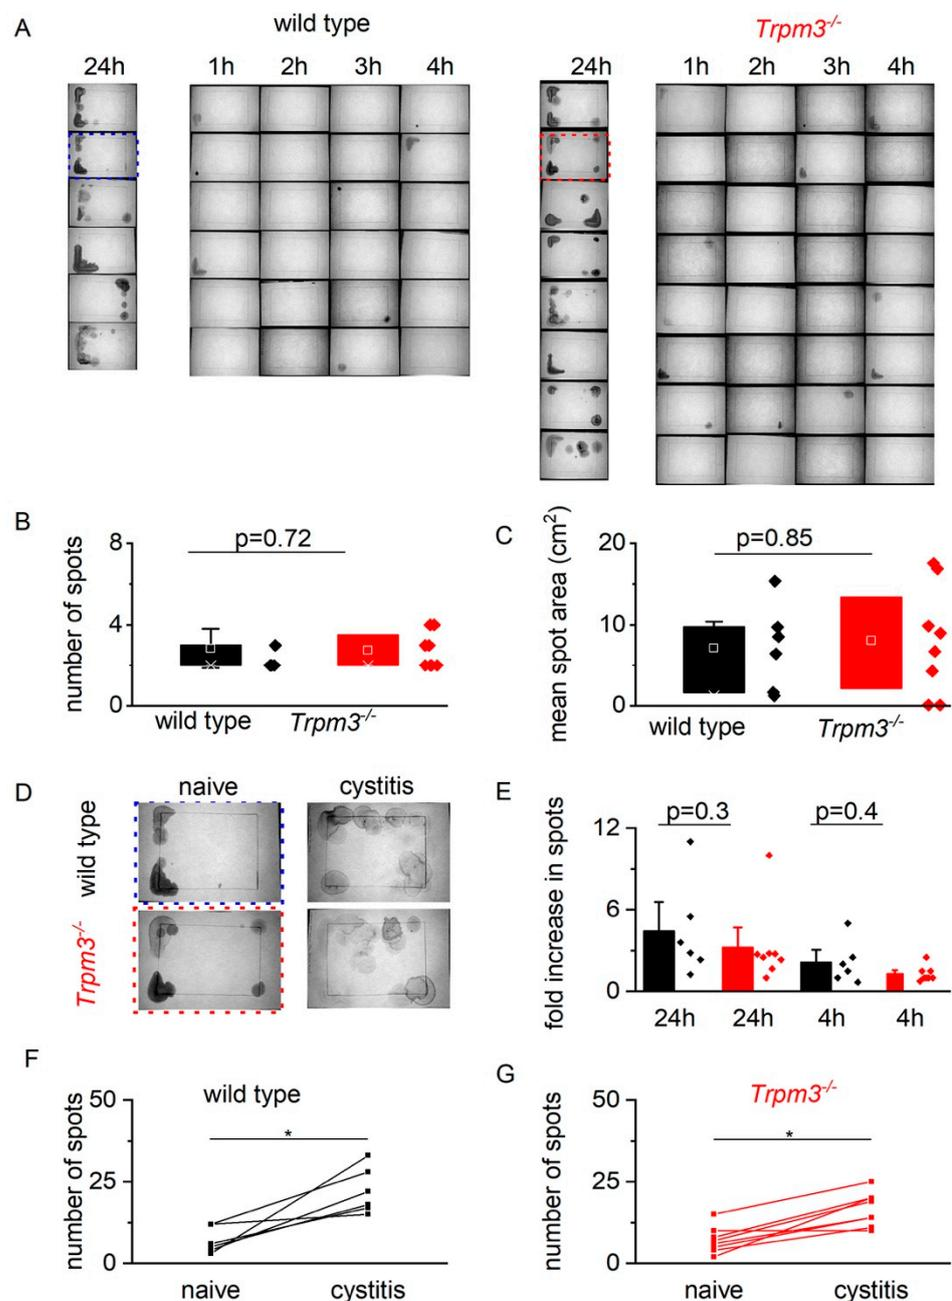 A
wild type
Trpm3-/-
24h
1h 2h 3h 4h
24h
1h 2h 3h 4h
B
number of spots
8
4
0
p=0.72
wild type
Trpm3-/-
C
mean spot area (cm²)
20
10
0
p=0.85
wild type
Trpm3-/-
D
naive
cystitis
wild type
Trpm3-/-
E
fold increase in spots
12
6
0
p=0.3
p=0.4
24h 24h 4h 4h
F
wild type
number of spots
50
25
0
*
naive
cystitis
G
Trpm3-/-
number of spots
50
25
0
*
naive
cystitis